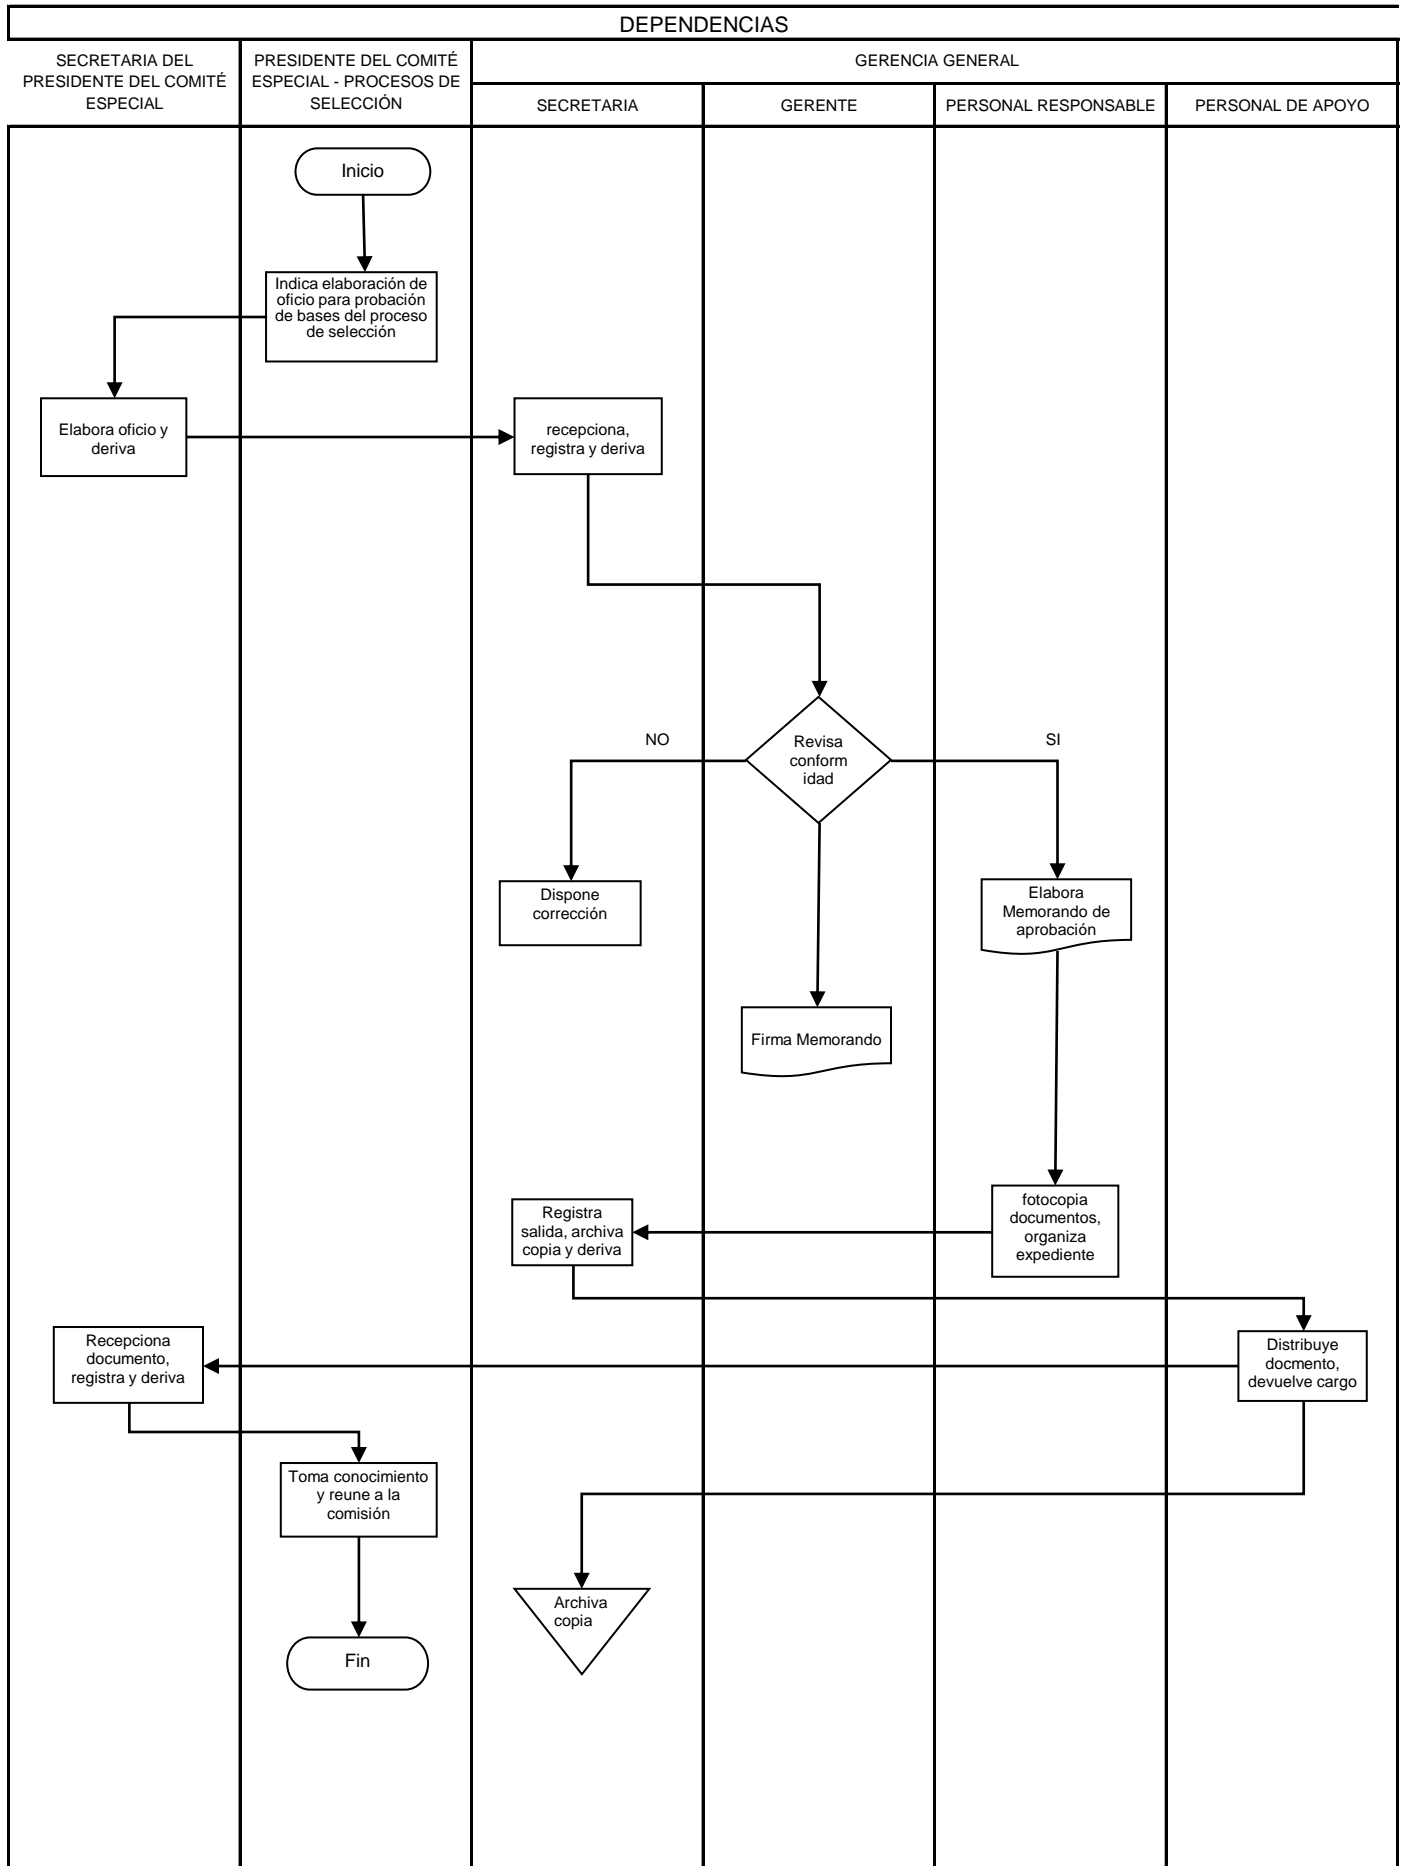 DEPENDENCIAS
SECRETARIA DEL
PRESIDENTE DEL COMITÉ
ESPECIAL
PRESIDENTE DEL COMITÉ
ESPECIAL - PROCESOS DE
SELECCIÓN
GERENCIA GENERAL
SECRETARIA
GERENTE
PERSONAL RESPONSABLE
PERSONAL DE APOYO
Inicio
Indica elaboración de
oficio para probación
de bases del proceso
de selección
Elabora oficio y
deriva
recepciona,
registra y deriva
NO
Revisa
conform
idad
SI
Dispone
corrección
Elabora
Memorando de
aprobación
Firma Memorando
Registra
salida, archiva
copia y deriva
fotocopia
documentos,
organiza
expediente
Recepciona
documento,
registra y deriva
Distribuye
docmento,
devuelve cargo
Toma conocimiento
y reune a la
comisión
Archiva
copia
Fin